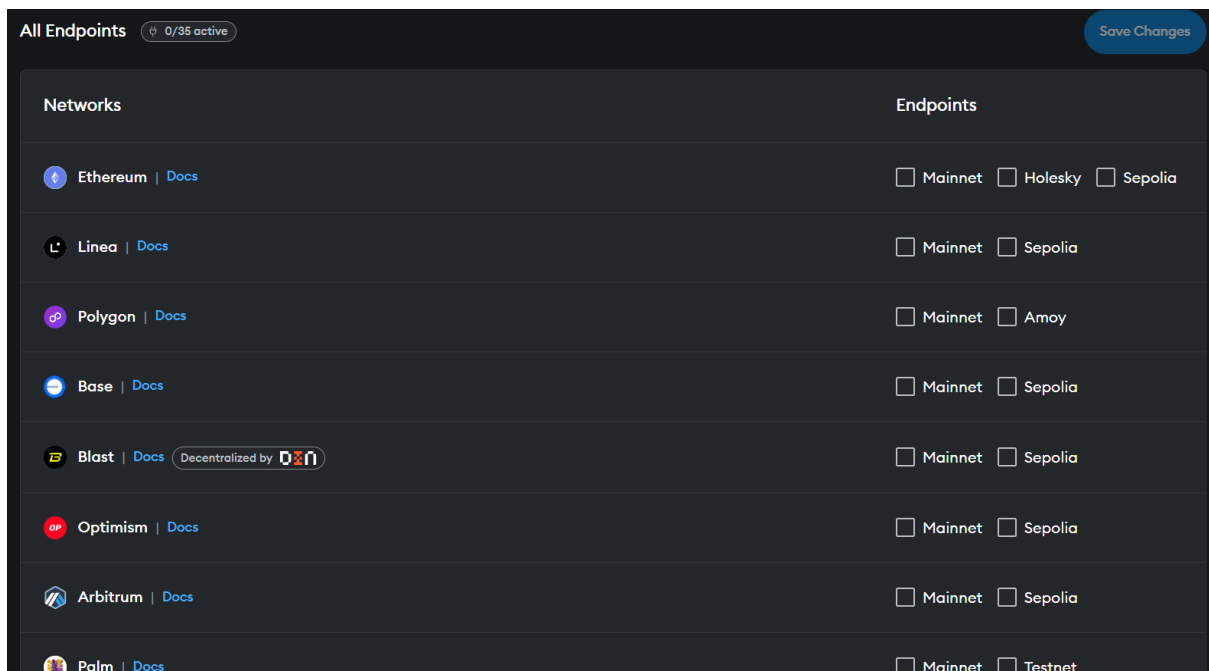 All Endpoints 0/35 active Save Changes
Networks Endpoints
Ethereum | Docs Mainnet Holesky Sepolia
Linea | Docs Mainnet Sepolia
Polygon | Docs Mainnet Amoy
Base | Docs Mainnet Sepolia
Blast | Docs Decentralized by DIN Mainnet Sepolia
OP Optimism | Docs Mainnet Sepolia
Arbitrum | Docs Mainnet Sepolia
Palm | Docs Mainnet Testnet